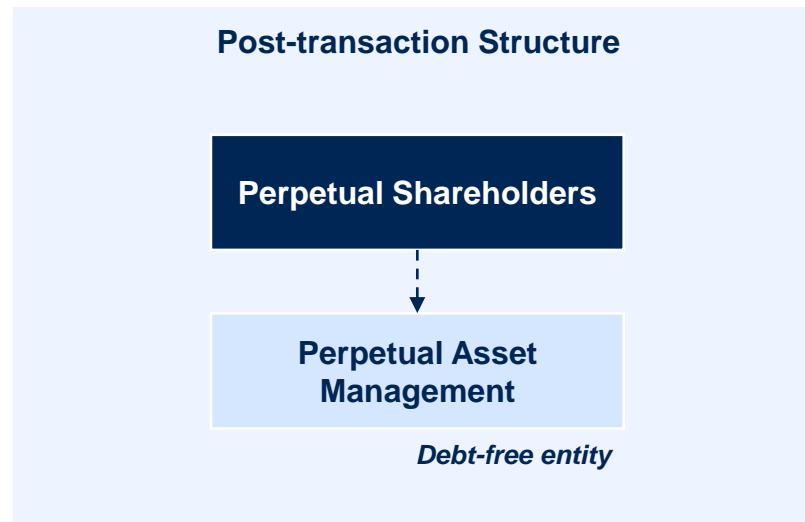 Post-transaction Structure
Perpetual Shareholders
Perpetual Asset
Management
Debt-free entity